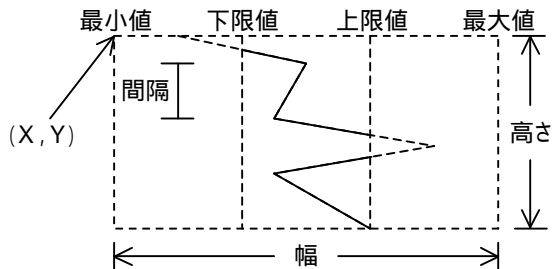 最小値 下限値 上限値 最大値
間隔
(X,Y)
高さ
幅